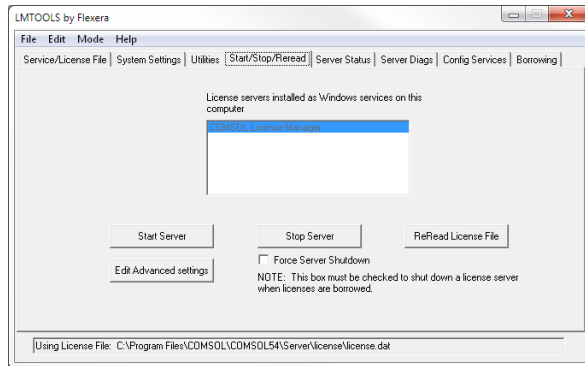 LMTOOLS by Flexera
File Edit Mode Help
Service/License File System Settings Utilities Start/Stop/Reread Server Status Server Diags Config Services Borrowing
License servers installed as Windows services on this
computer
COMSOL License Manager
Start Server Stop Server ReRead License File
Edit Advanced settings
Force Server Shutdown
NOTE: This box must be checked to shut down a license server
when licenses are borrowed.
Using License File: C:\Program Files\COMSOL\COMSOL54\Server\license\license.dat